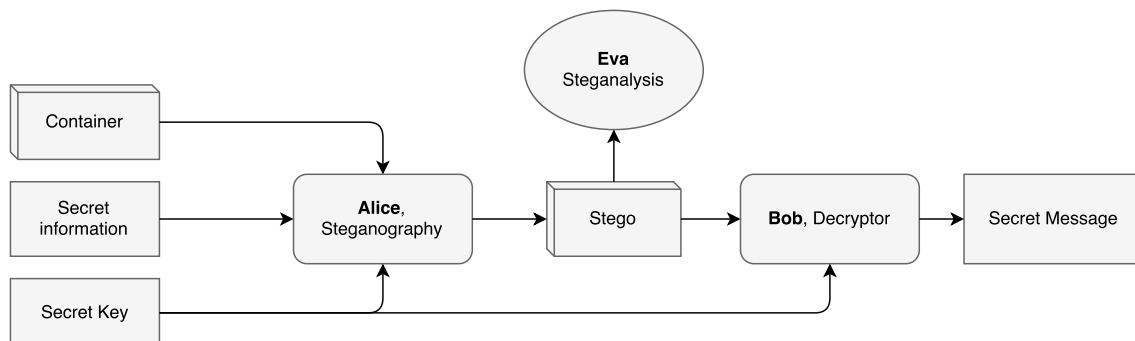 Eva
Steganalysis
Container
Secret
information
Alice,
Steganography
Stego
Bob, Decryptor
Secret Message
Secret Key